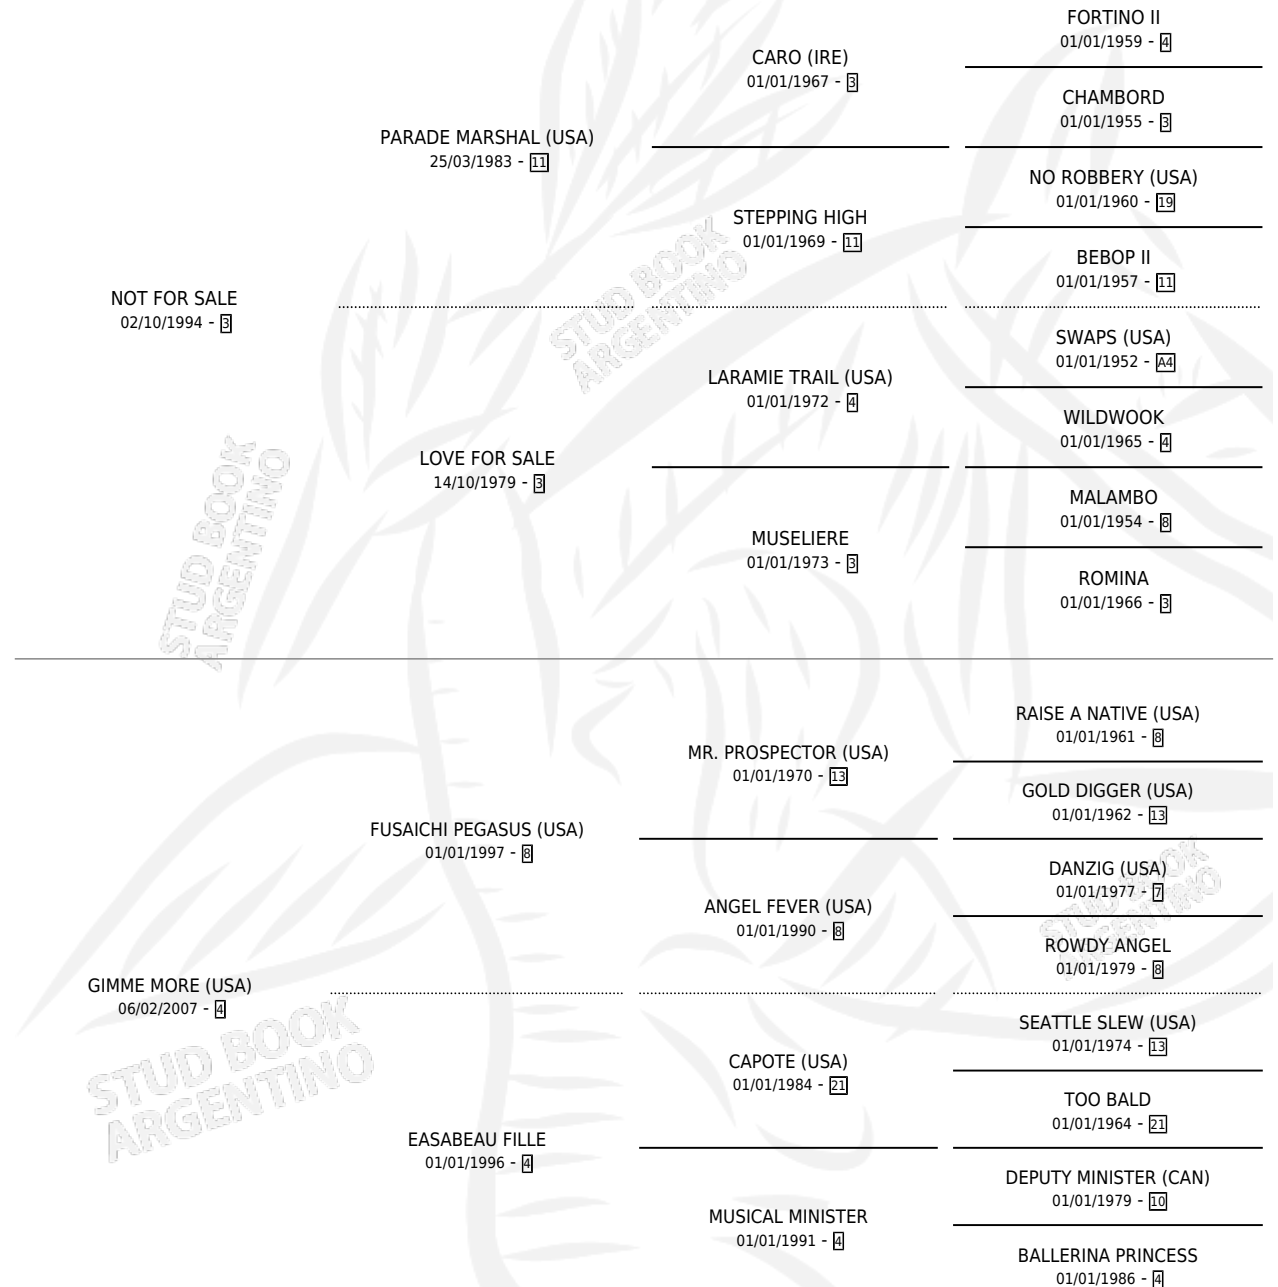 FORTINO II
01/01/1959 - 4
CARO (IRE)
01/01/1967 - 3
CHAMBORD
01/01/1955 - 3
PARADE MARSHAL (USA)
25/03/1983 - 11
NO ROBBERY (USA)
01/01/1960 - 19
STEPPING HIGH
01/01/1969 - 11
BEBOP II
01/01/1957 - 11
NOT FOR SALE
02/10/1994 - 3
SWAPS (USA)
01/01/1952 - A4
LARAMIE TRAIL (USA)
01/01/1972 - 4
WILDWOOK
01/01/1965 - 4
LOVE FOR SALE
14/10/1979 - 3
MALAMBO
01/01/1954 - 8
MUSELIERE
01/01/1973 - 3
ROMINA
01/01/1966 - 3
RAISE A NATIVE (USA)
01/01/1961 - 8
MR. PROSPECTOR (USA)
01/01/1970 - 13
GOLD DIGGER (USA)
01/01/1962 - 13
FUSAICHI PEGASUS (USA)
01/01/1997 - 8
DANZIG (USA)
01/01/1977 - 7
ANGEL FEVER (USA)
01/01/1990 - 8
ROWDY ANGEL
01/01/1979 - 8
GIMME MORE (USA)
06/02/2007 - 4
SEATTLE SLEW (USA)
01/01/1974 - 13
CAPOTE (USA)
01/01/1984 - 21
TOO BALD
01/01/1964 - 21
EASABEAU FILLE
01/01/1996 - 4
DEPUTY MINISTER (CAN)
01/01/1979 - 10
MUSICAL MINISTER
01/01/1991 - 4
BALLERINA PRINCESS
01/01/1986 - 4
STUD BOOK
ARGENTINO
STUD BOOK
ARGENTINO
STUD BOOK
ARGENTINO
STUD BOOK
ARGENTINO